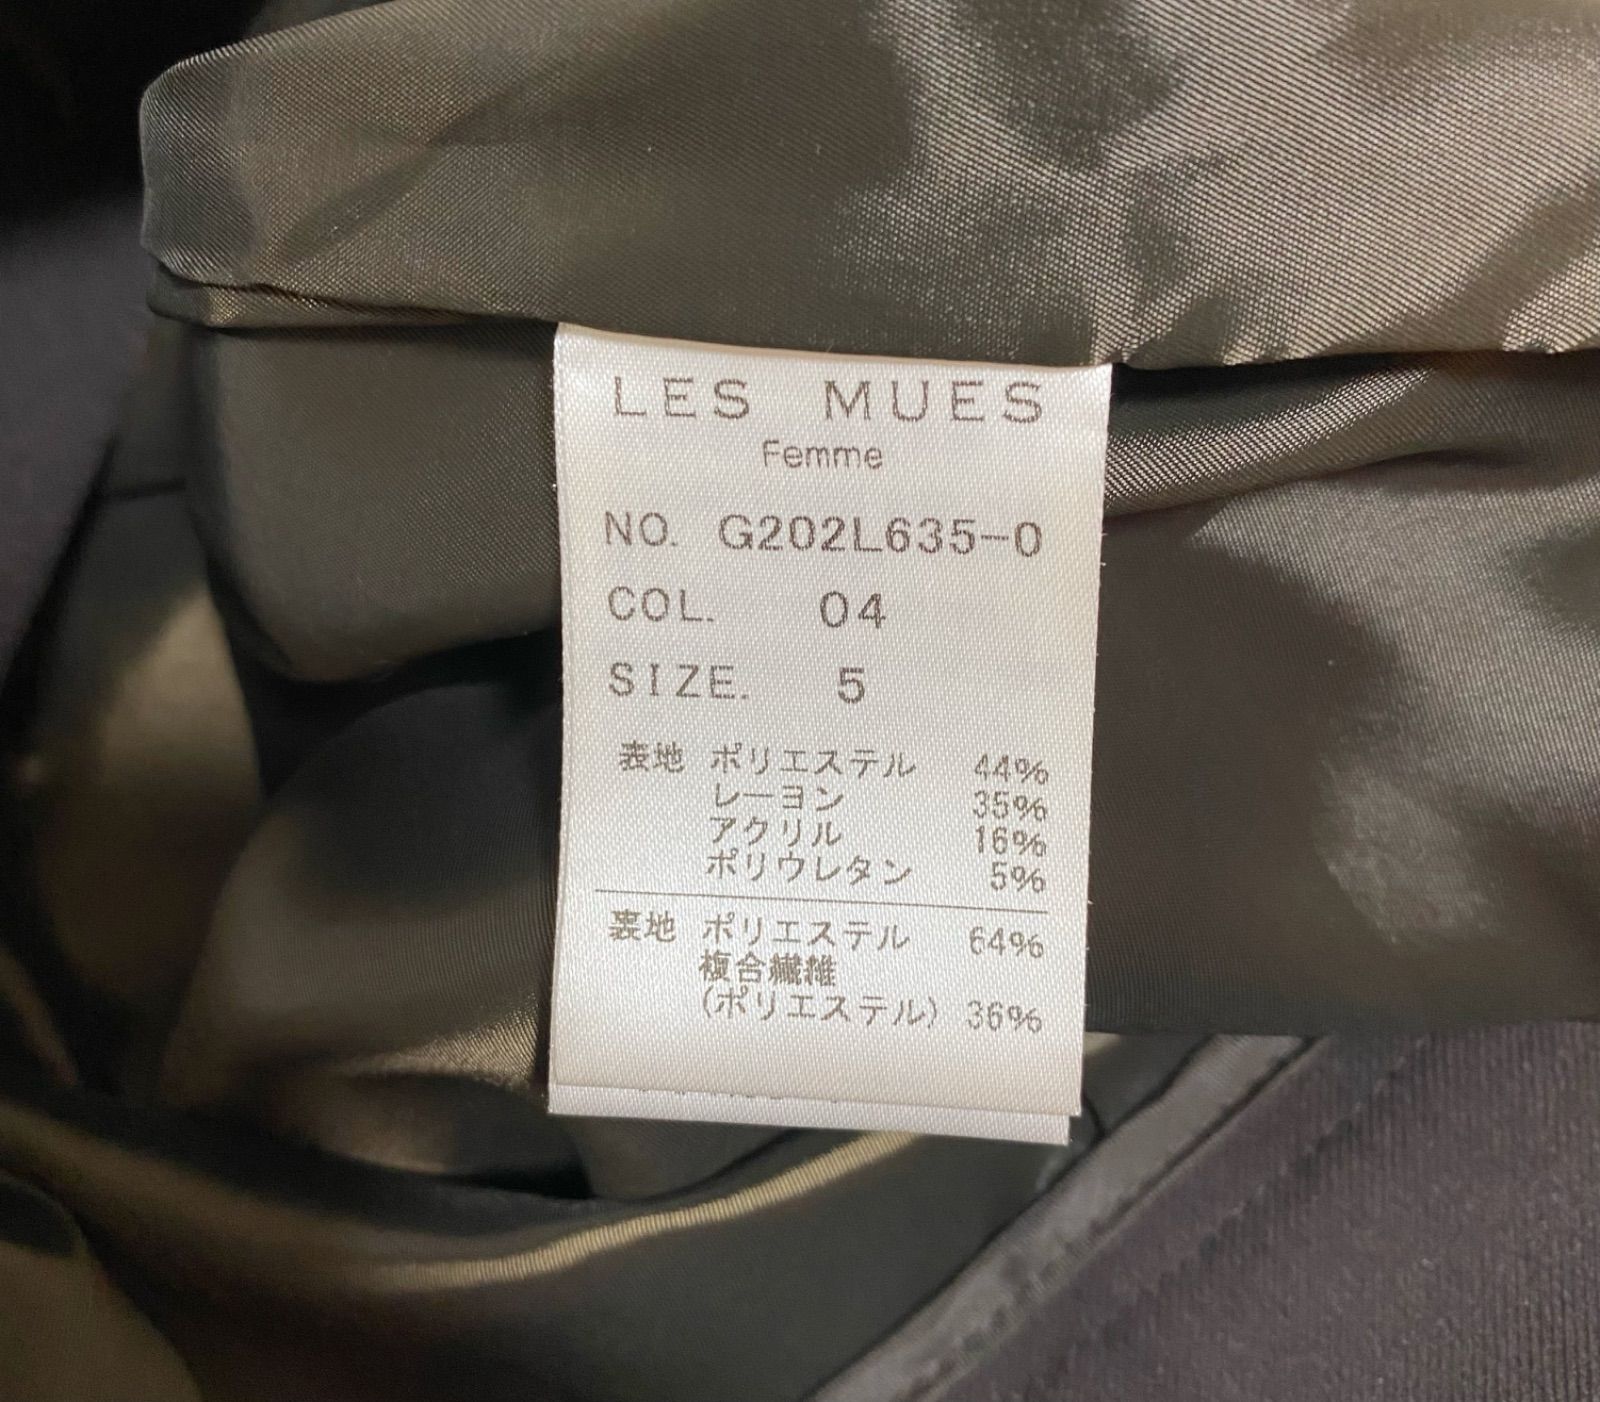 LES MUES
Femme
NO. G202L635-0
COL. 04
SIZE. 5
表地 ポリエステル 44%
レーヨン 35%
アクリル 16%
ポリウレタン 5%
裏地 ポリエステル 64%
複合繊維
(ポリエステル) 36%